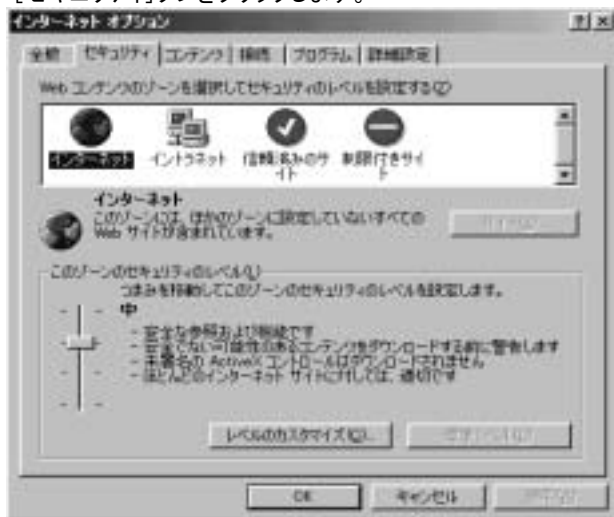 [セキュリティ]タブをクリックします。
インターネット オプション
全般 セキュリティ コンテンツ 接続 プログラム 詳細設定
Web コンテンツのゾーンを選択してセキュリティのレベルを設定する(Z)
インターネット イントラネット 信頼済みのサイト 制限付きサイト
インターネット
このゾーンには、ほかのゾーンに設定していないすべての
Web サイトが含まれています。
このゾーンのセキュリティのレベル(L)
つまみを移動してこのゾーンのセキュリティのレベルを設定します。
中
- 安全な参照および機能的です
- 安全でない可能性のあるコンテンツをダウンロードする前に警告します
- 未署名の ActiveX コントロールはダウンロードされません
- ほとんどのインターネット サイトに対しては、適切です
レベルのカスタマイズ(C)...
OK キャンセル